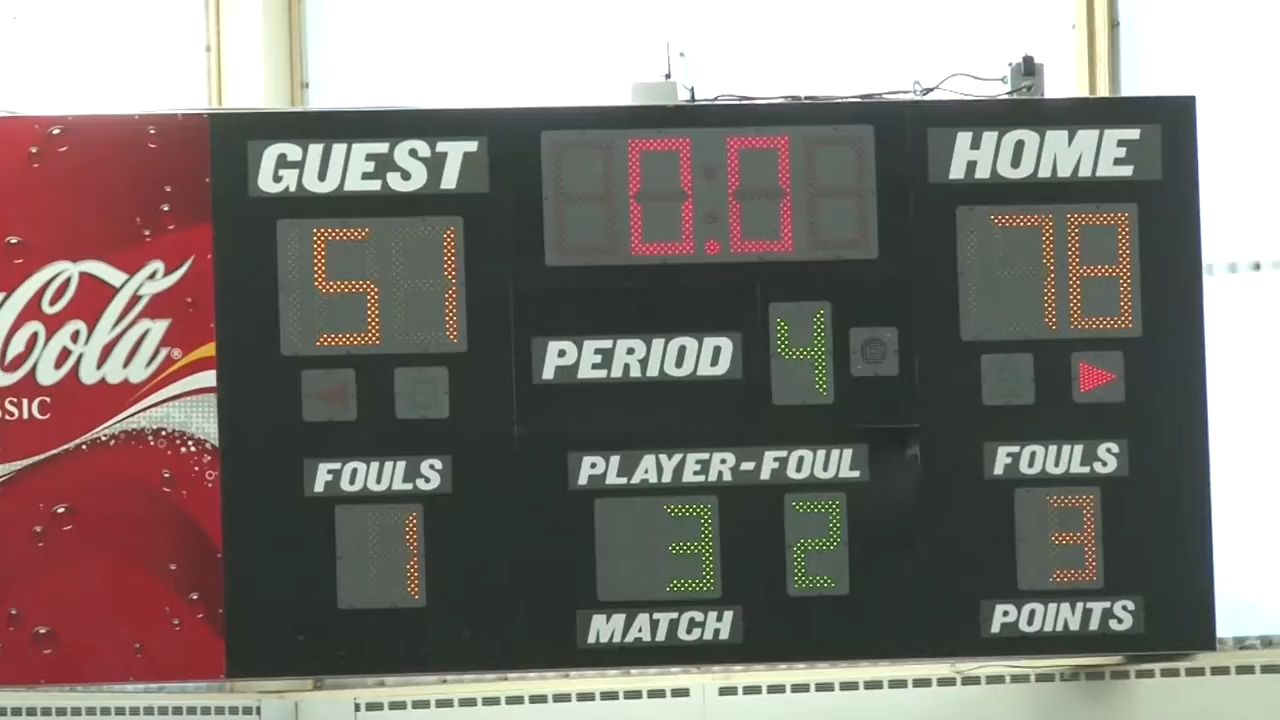 GUEST
0.0
HOME
51
78
PERIOD
4
Cola
®
SSIC
FOULS
PLAYER-FOUL
FOULS
1
3
2
3
MATCH
POINTS